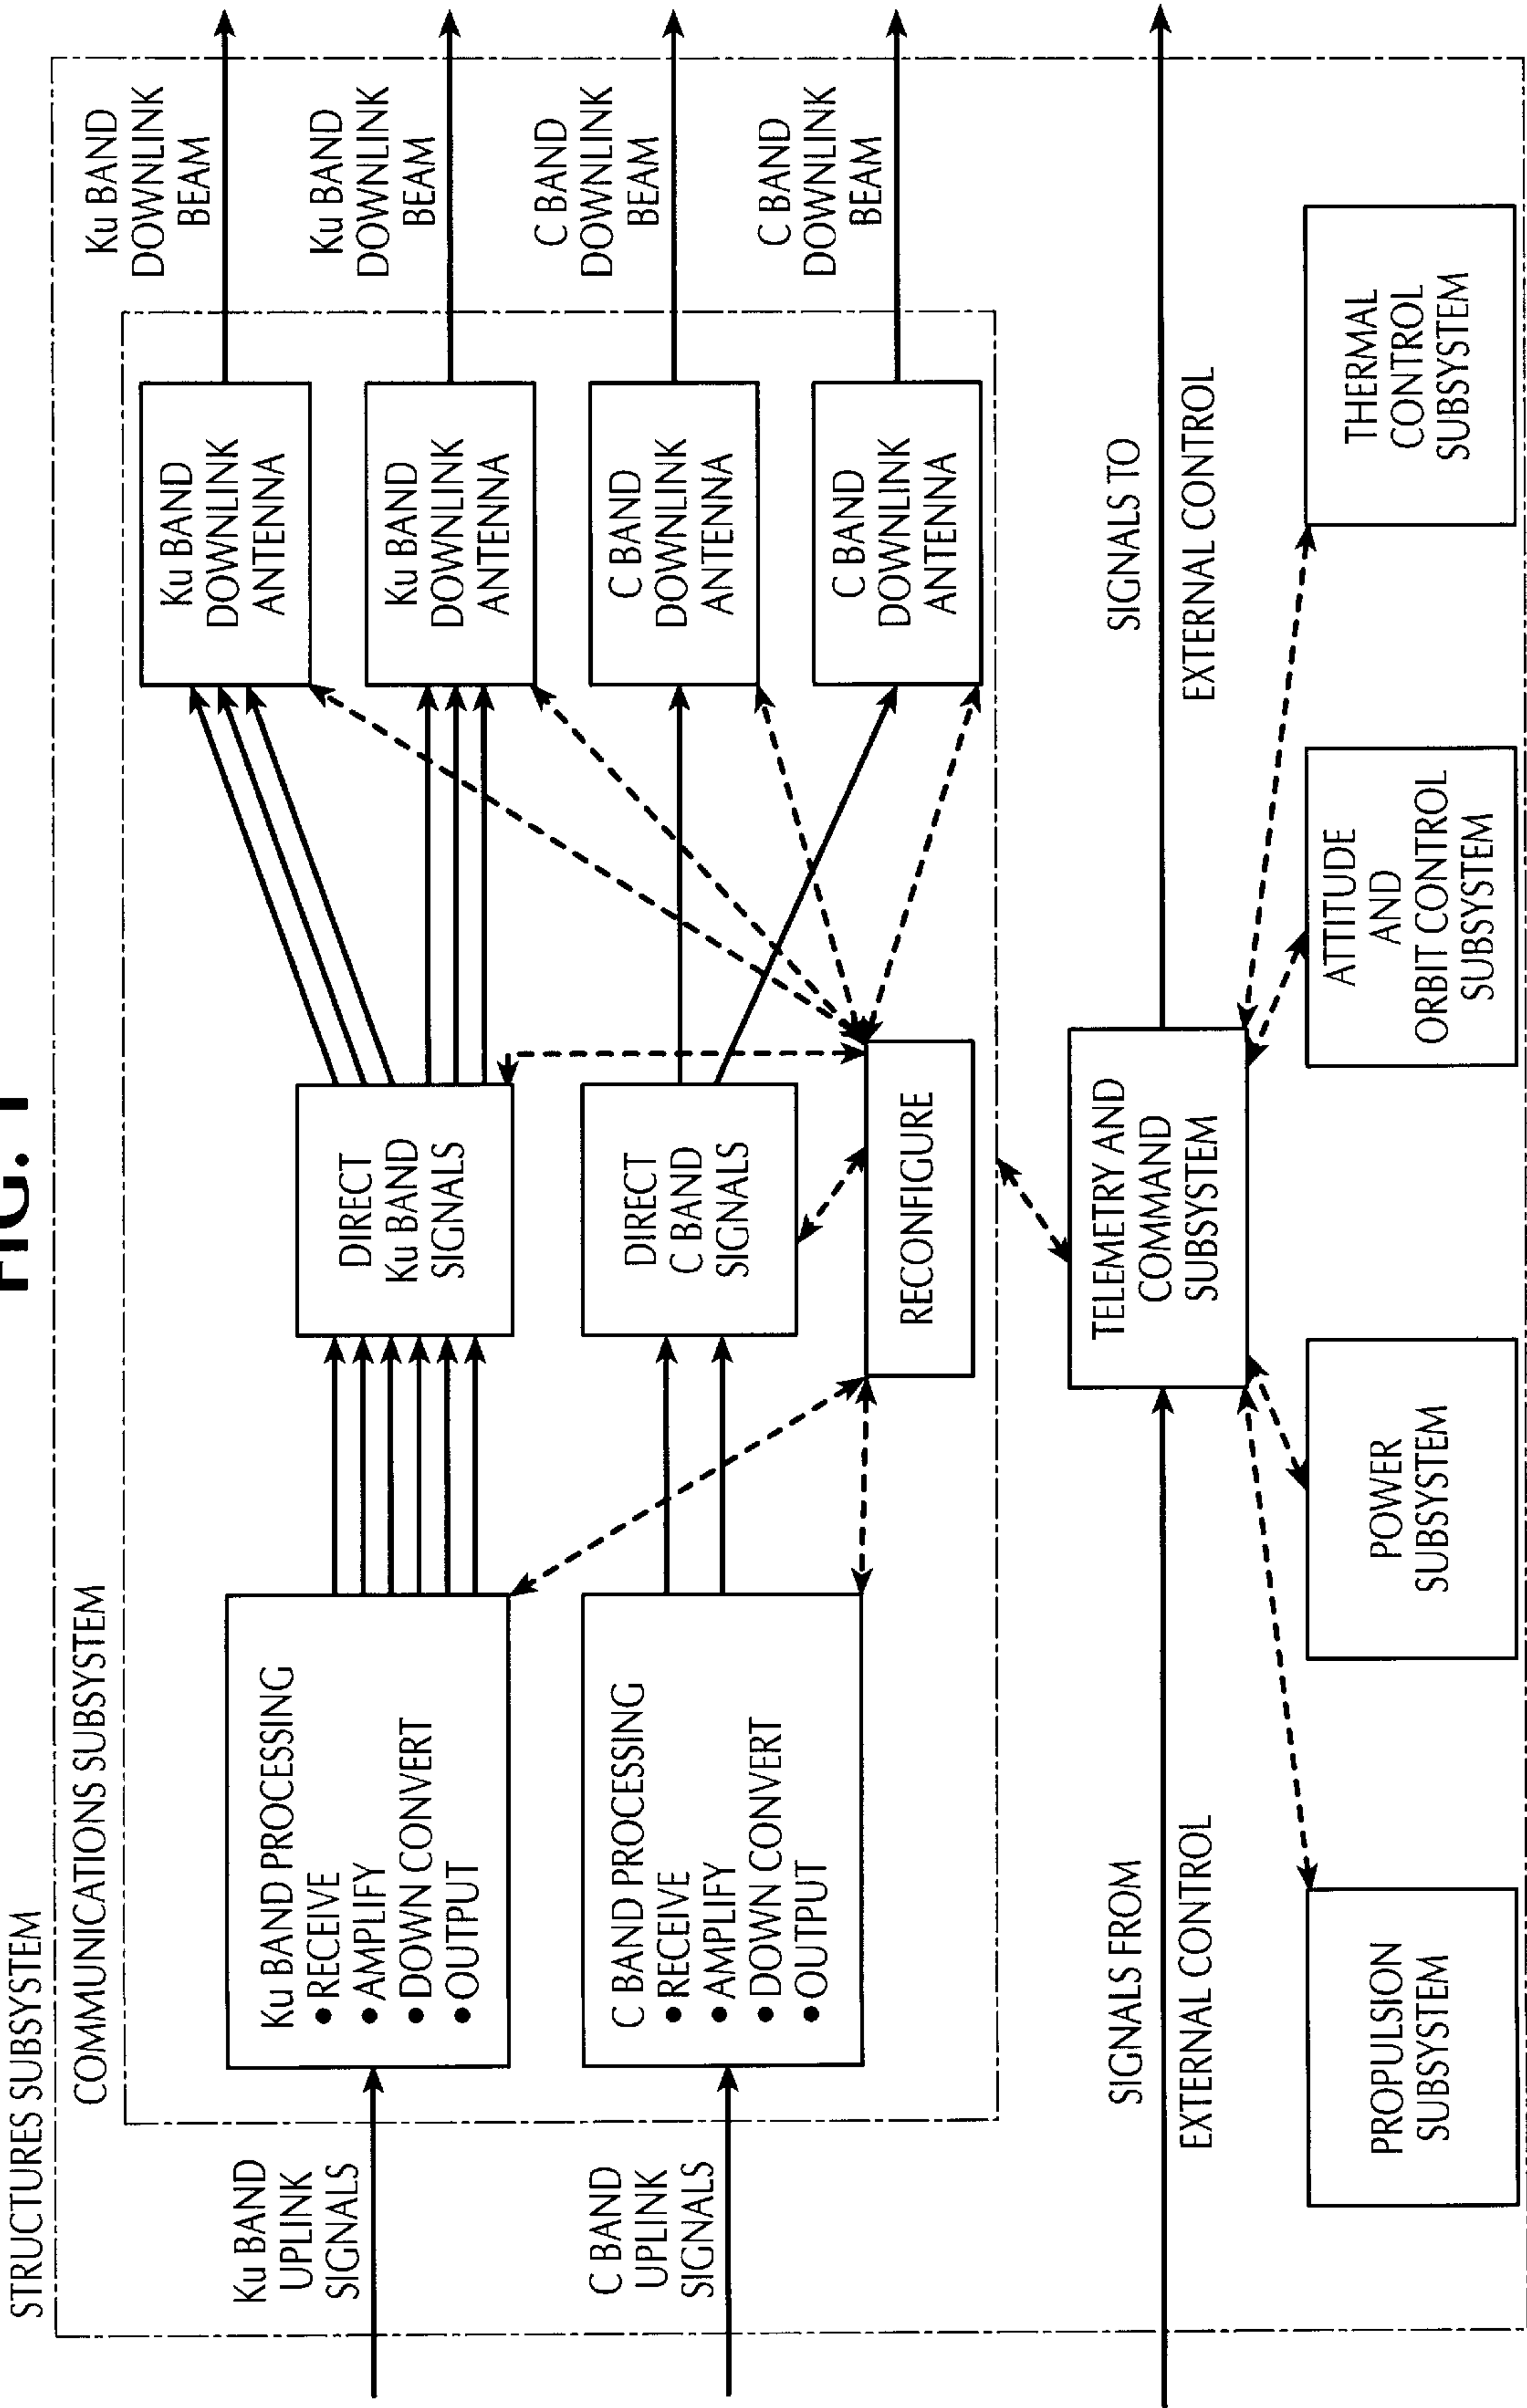 FIG. 1
STRUCTURES SUBSYSTEM
COMMUNICATIONS SUBSYSTEM
Ku BAND
UPLINK
SIGNALS
C BAND
UPLINK
SIGNALS
Ku BAND PROCESSING
• RECEIVE
• AMPLIFY
• DOWN CONVERT
• OUTPUT
C BAND PROCESSING
• RECEIVE
• AMPLIFY
• DOWN CONVERT
• OUTPUT
DIRECT
Ku BAND
SIGNALS
DIRECT
C BAND
SIGNALS
RECONFIGURE
Ku BAND
DOWNLINK
ANTENNA
Ku BAND
DOWNLINK
ANTENNA
C BAND
DOWNLINK
ANTENNA
C BAND
DOWNLINK
ANTENNA
Ku BAND
DOWNLINK
BEAM
Ku BAND
DOWNLINK
BEAM
C BAND
DOWNLINK
BEAM
C BAND
DOWNLINK
BEAM
SIGNALS FROM
EXTERNAL CONTROL
TELEMETRY AND
COMMAND
SUBSYSTEM
SIGNALS TO
EXTERNAL CONTROL
PROPULSION
SUBSYSTEM
POWER
SUBSYSTEM
ATTITUDE
AND
ORBIT CONTROL
SUBSYSTEM
THERMAL
CONTROL
SUBSYSTEM